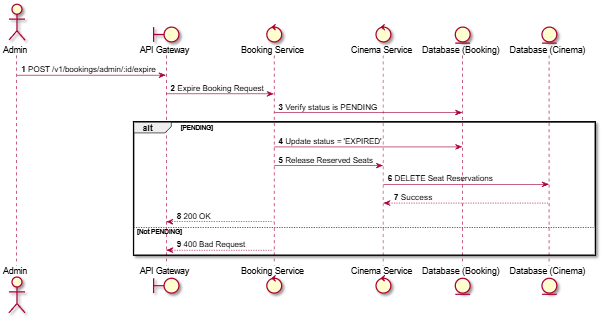 Admin
API Gateway
Booking Service
Cinema Service
Database (Booking)
Database (Cinema)
1 POST /v1/bookings/admin/:id/expire
2 Expire Booking Request
3 Verify status is PENDING
alt [PENDING]
4 Update status = 'EXPIRED'
5 Release Reserved Seats
6 DELETE Seat Reservations
7 Success
8 200 OK
[Not PENDING]
9 400 Bad Request
Admin
API Gateway
Booking Service
Cinema Service
Database (Booking)
Database (Cinema)